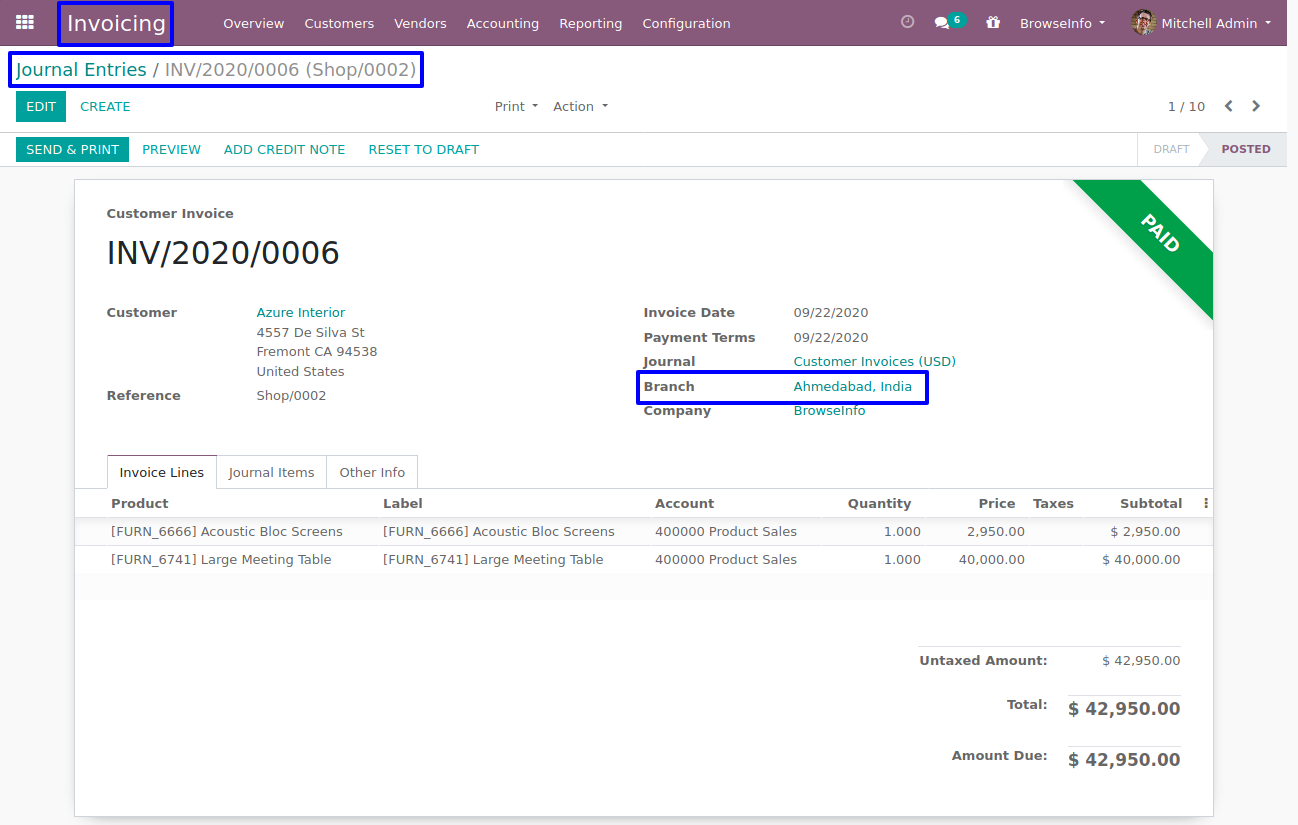 Invoicing Overview Customers Vendors Accounting Reporting Configuration 6 BrowseInfo Mitchell Admin
Journal Entries / INV/2020/0006 (Shop/0002)
EDIT CREATE Print Action 1 / 10
SEND & PRINT PREVIEW ADD CREDIT NOTE RESET TO DRAFT DRAFT POSTED
PAID
Customer Invoice
INV/2020/0006
Customer Azure Interior Invoice Date 09/22/2020
4557 De Silva St Payment Terms 09/22/2020
Fremont CA 94538 Journal Customer Invoices (USD)
United States Branch Ahmedabad, India
Reference Shop/0002 Company BrowseInfo
Invoice Lines Journal Items Other Info
Product Label Account Quantity Price Taxes Subtotal
[FURN_6666] Acoustic Bloc Screens [FURN_6666] Acoustic Bloc Screens 400000 Product Sales 1.000 2,950.00 $ 2,950.00
[FURN_6741] Large Meeting Table [FURN_6741] Large Meeting Table 400000 Product Sales 1.000 40,000.00 $ 40,000.00
Untaxed Amount: $ 42,950.00
Total: $ 42,950.00
Amount Due: $ 42,950.00